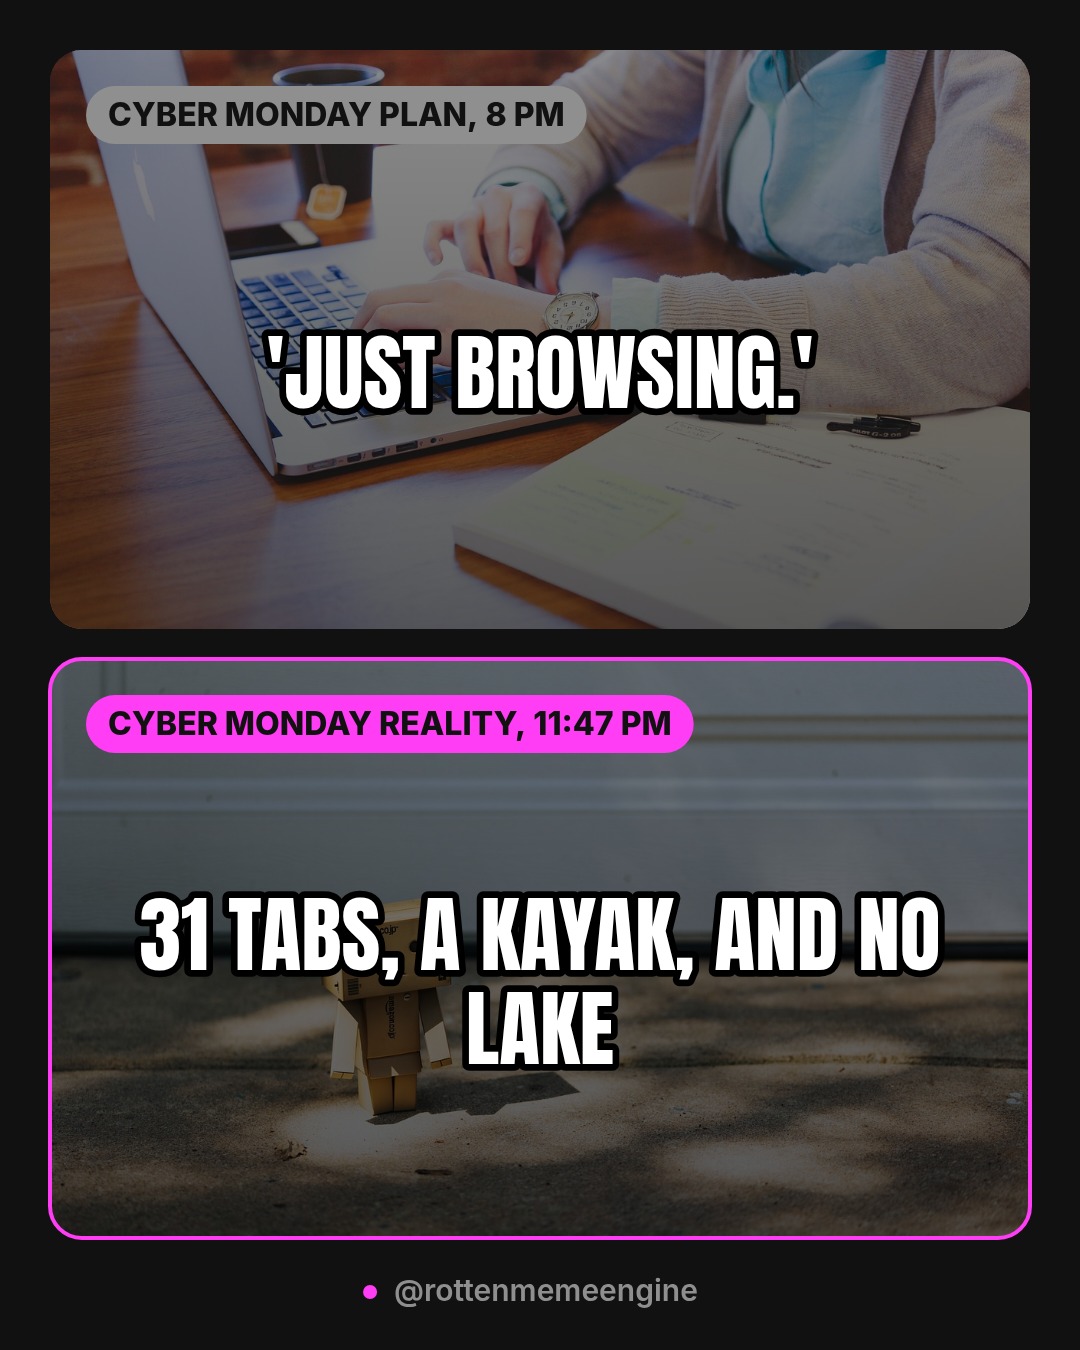 CYBER MONDAY PLAN, 8 PM
'JUST BROWSING.'
CYBER MONDAY REALITY, 11:47 PM
31 TABS, A KAYAK, AND NO
LAKE
@rottenmemeengine